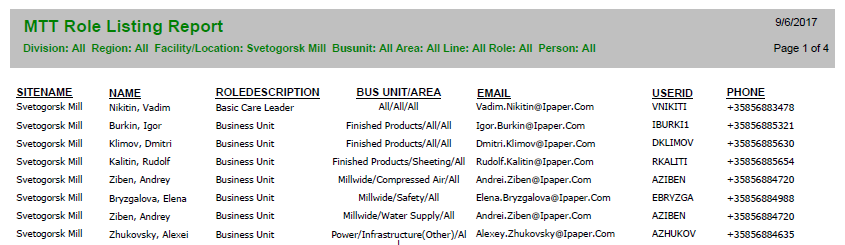 MTT Role Listing Report 9/6/2017
Division: All Region: All Facility/Location: Svetogorsk Mill Busunit: All Area: All Line: All Role: All Person: All Page 1 of 4
SITENAME NAME ROLEDESCRIPTION BUS UNIT/AREA EMAIL USERID PHONE
Svetogorsk Mill Nikitin, Vadim Basic Care Leader All/All/All Vadim.Nikitin@Ipaper.Com VNIKITI +35856883478
Svetogorsk Mill Burkin, Igor Business Unit Finished Products/All/All Igor.Burkin@Ipaper.Com IBURKI1 +35856885321
Svetogorsk Mill Klimov, Dmitri Business Unit Finished Products/All/All Dmitri.Klimov@Ipaper.Com DKLIMOV +35856885630
Svetogorsk Mill Kalitin, Rudolf Business Unit Finished Products/Sheeting/All Rudolf.Kalitin@Ipaper.Com RKALITI +35856885654
Svetogorsk Mill Ziben, Andrey Business Unit Millwide/Compressed Air/All Andrei.Ziben@Ipaper.Com AZIBEN +35856884720
Svetogorsk Mill Bryzgalova, Elena Business Unit Millwide/Safety/All Elena.Bryzgalova@Ipaper.Com EBRYZGA +35856884988
Svetogorsk Mill Ziben, Andrey Business Unit Millwide/Water Supply/All Andrei.Ziben@Ipaper.Com AZIBEN +35856884720
Svetogorsk Mill Zhukovsky, Alexei Business Unit Power/Infrastructure(Other)/Al Alexey.Zhukovsky@Ipaper.Com AZHUKOV +35856884635